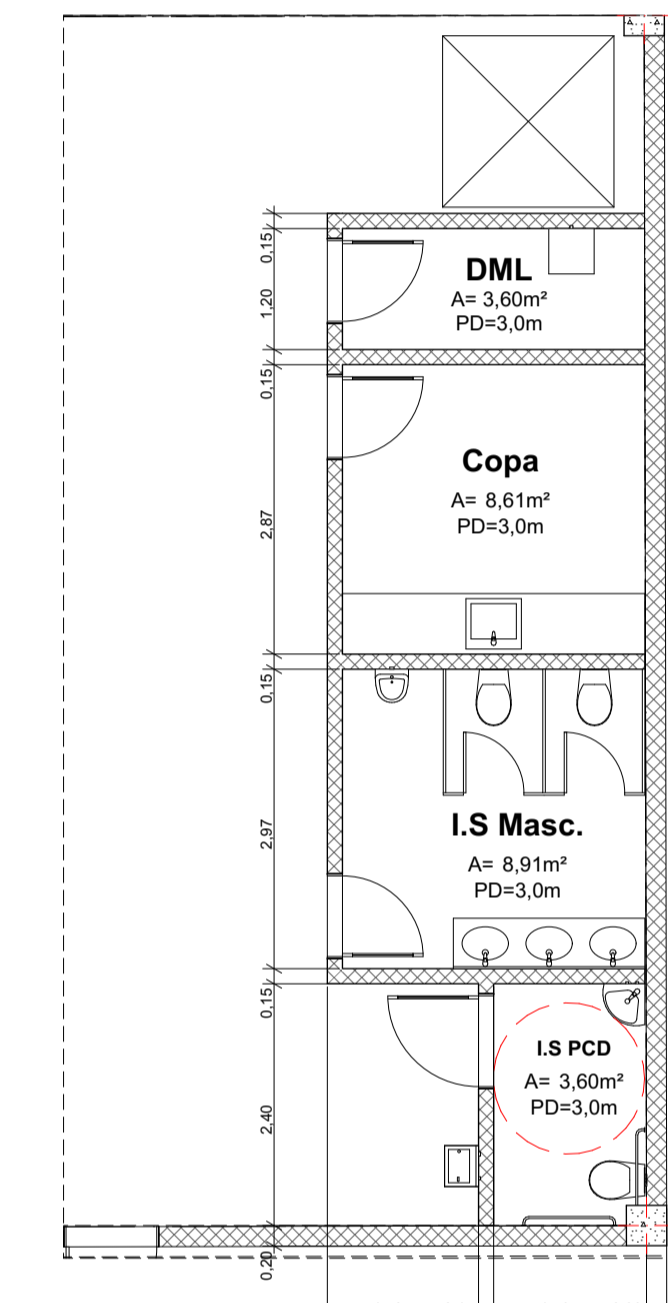 0,15
DML
A= 3,60m²
PD=3,0m
1,20
0,15
Copa
A= 8,61m²
PD=3,0m
2,87
0,15
I.S Masc.
A= 8,91m²
PD=3,0m
2,97
0,15
I.S PCD
A= 3,60m²
PD=3,0m
2,40
0,20